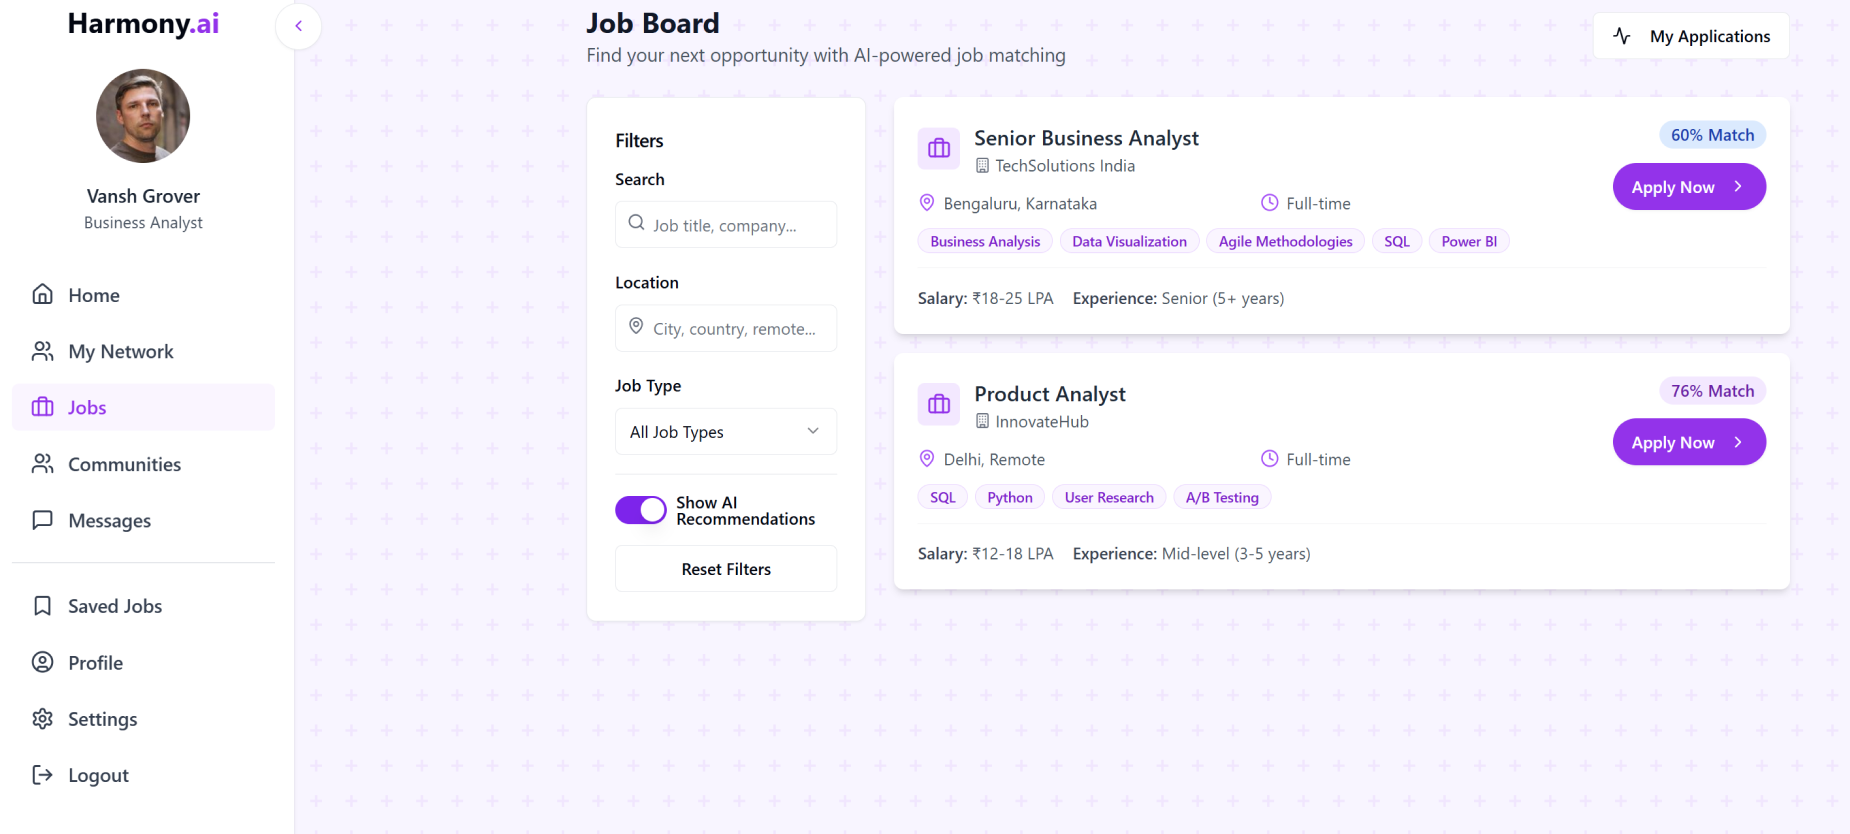 Harmony.ai
Vansh Grover
Business Analyst
Home
My Network
Jobs
Communities
Messages
Saved Jobs
Profile
Settings
Logout
Job Board
Find your next opportunity with AI-powered job matching
My Applications
Filters
Search
Job title, company...
Location
City, country, remote...
Job Type
All Job Types
Show AI
Recommendations
Reset Filters
Senior Business Analyst
60% Match
TechSolutions India
Apply Now
Bengaluru, Karnataka
Full-time
Business Analysis
Data Visualization
Agile Methodologies
SQL
Power BI
Salary: ₹18-25 LPA
Experience: Senior (5+ years)
Product Analyst
76% Match
InnovateHub
Apply Now
Delhi, Remote
Full-time
SQL
Python
User Research
A/B Testing
Salary: ₹12-18 LPA
Experience: Mid-level (3-5 years)